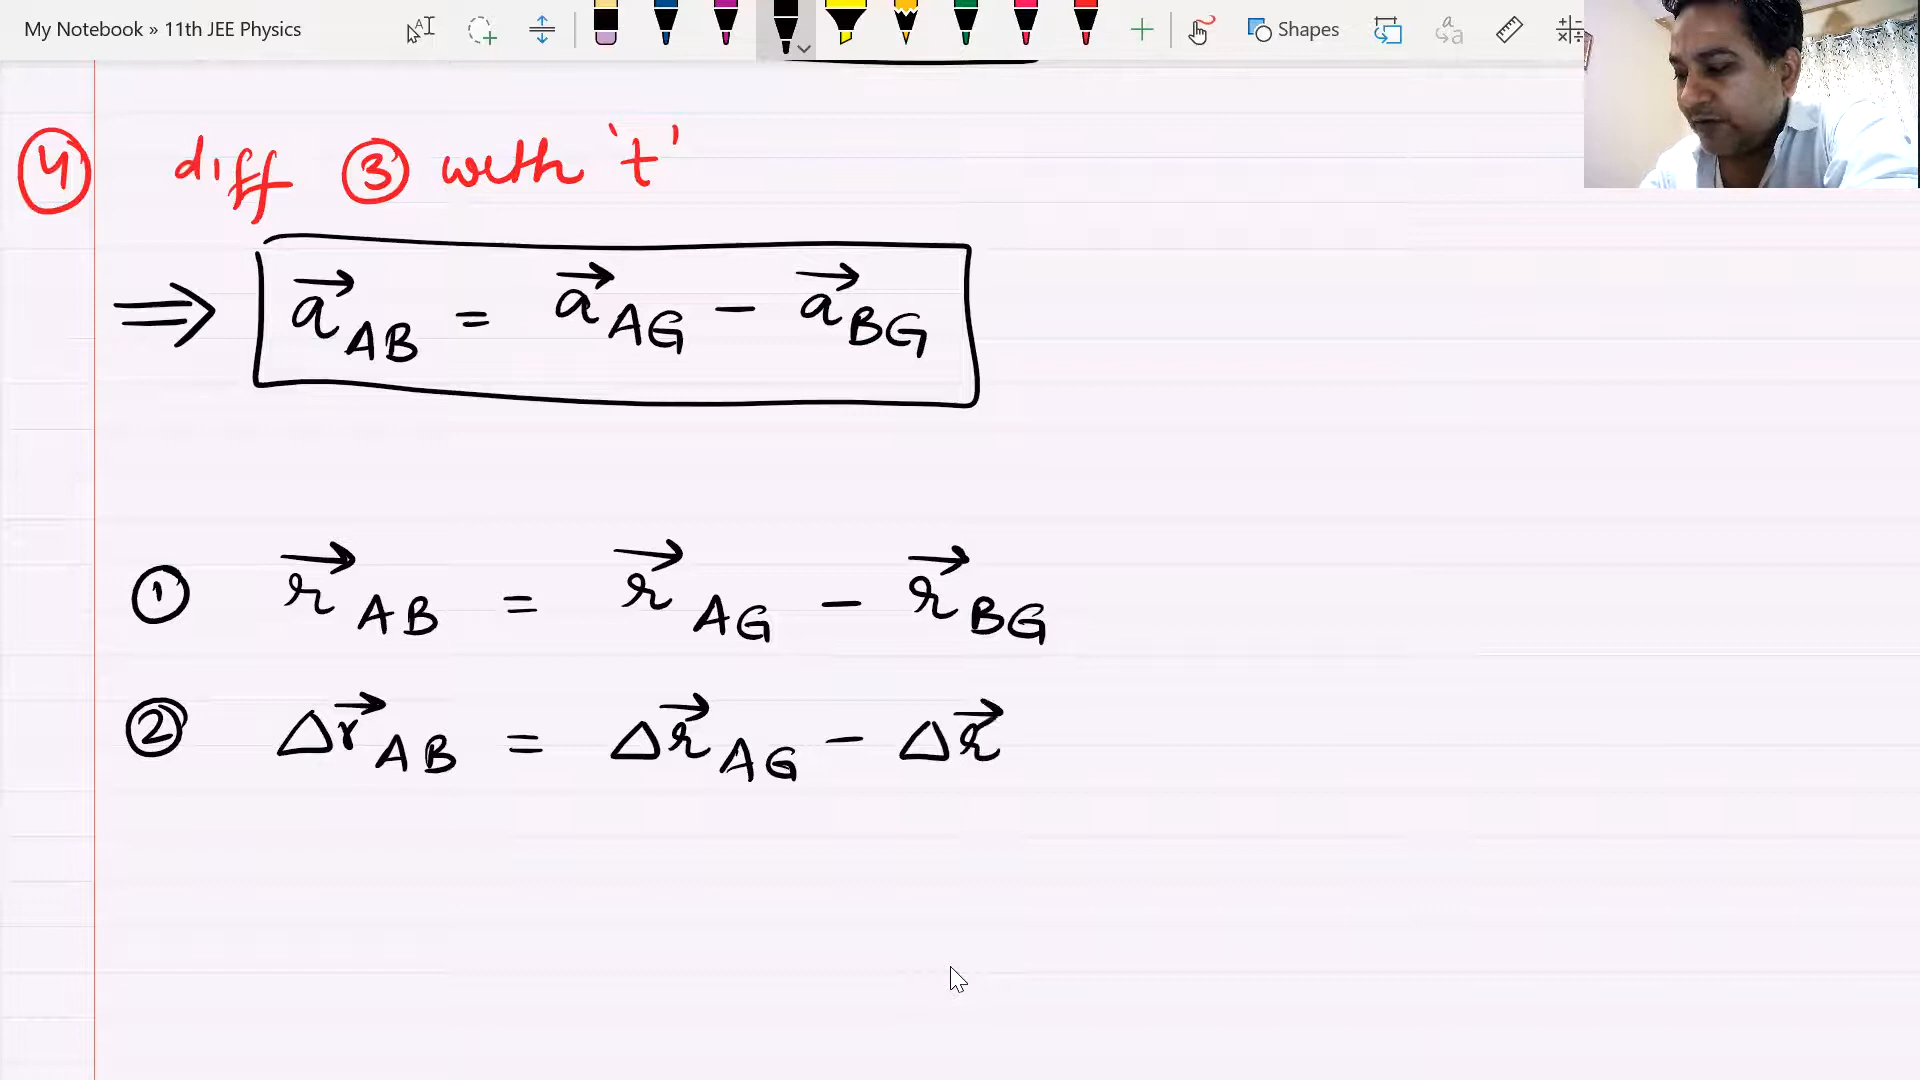 My Notebook » 11th JEE Physics
Shapes
④ diff ③ with 't'
⇒ a⃗ AB = a⃗ AG − a⃗ BG
① r⃗ AB = r⃗ AG − r⃗ BG
② Δr⃗ AB = Δr⃗ AG − Δr⃗